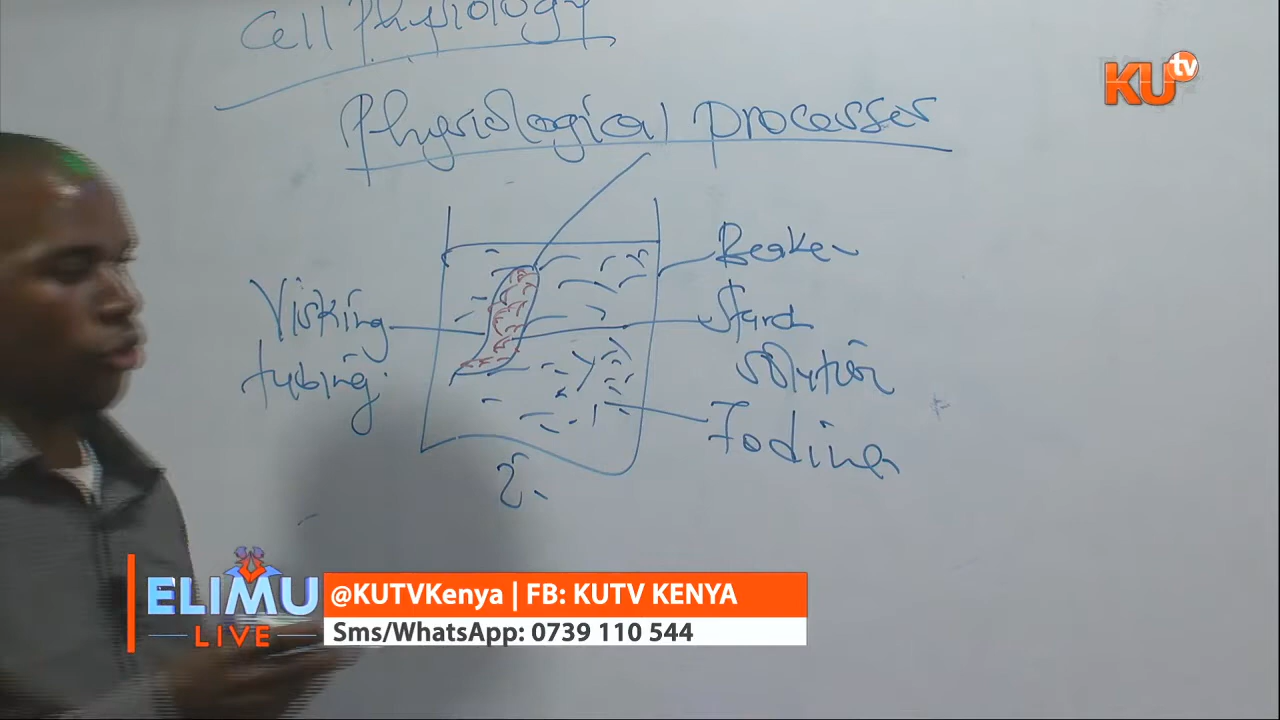 Cell Physiology
KU tv
Physiological processes
Beaker
Visking
tubing.
Starch
solution
Iodine
2.
ELIMU
LIVE
@KUTVKenya | FB: KUTV KENYA
Sms/WhatsApp: 0739 110 544